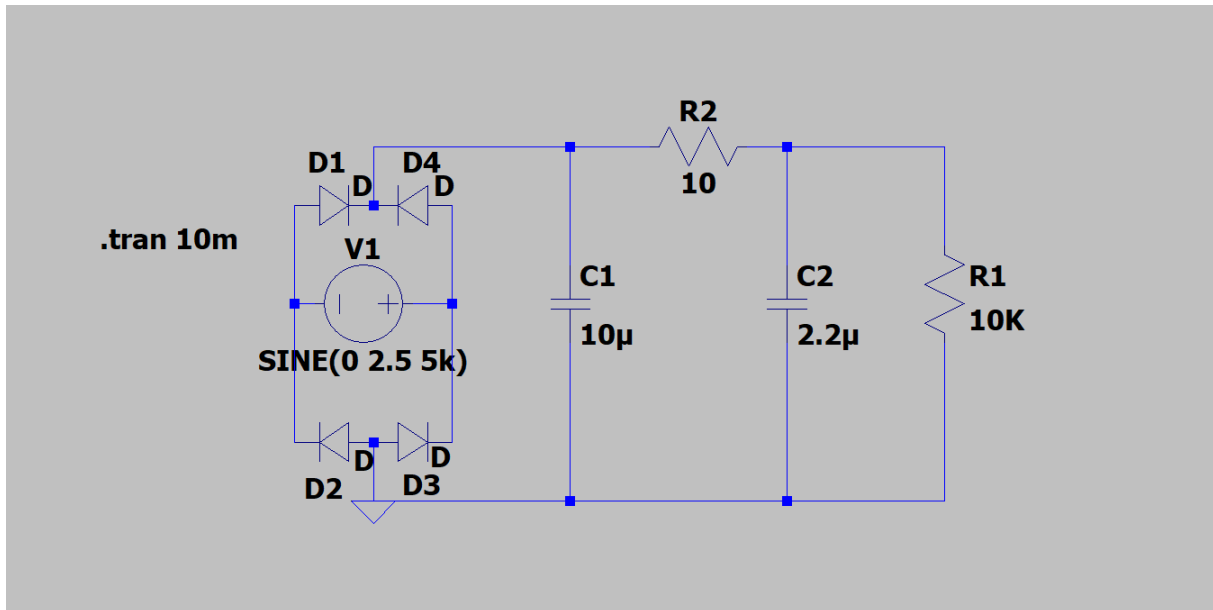 R2
10
D1
D4
D
D
.tran 10m
V1
C1
10µ
C2
2.2µ
R1
10K
SINE(0 2.5 5k)
D
D
D2
D3